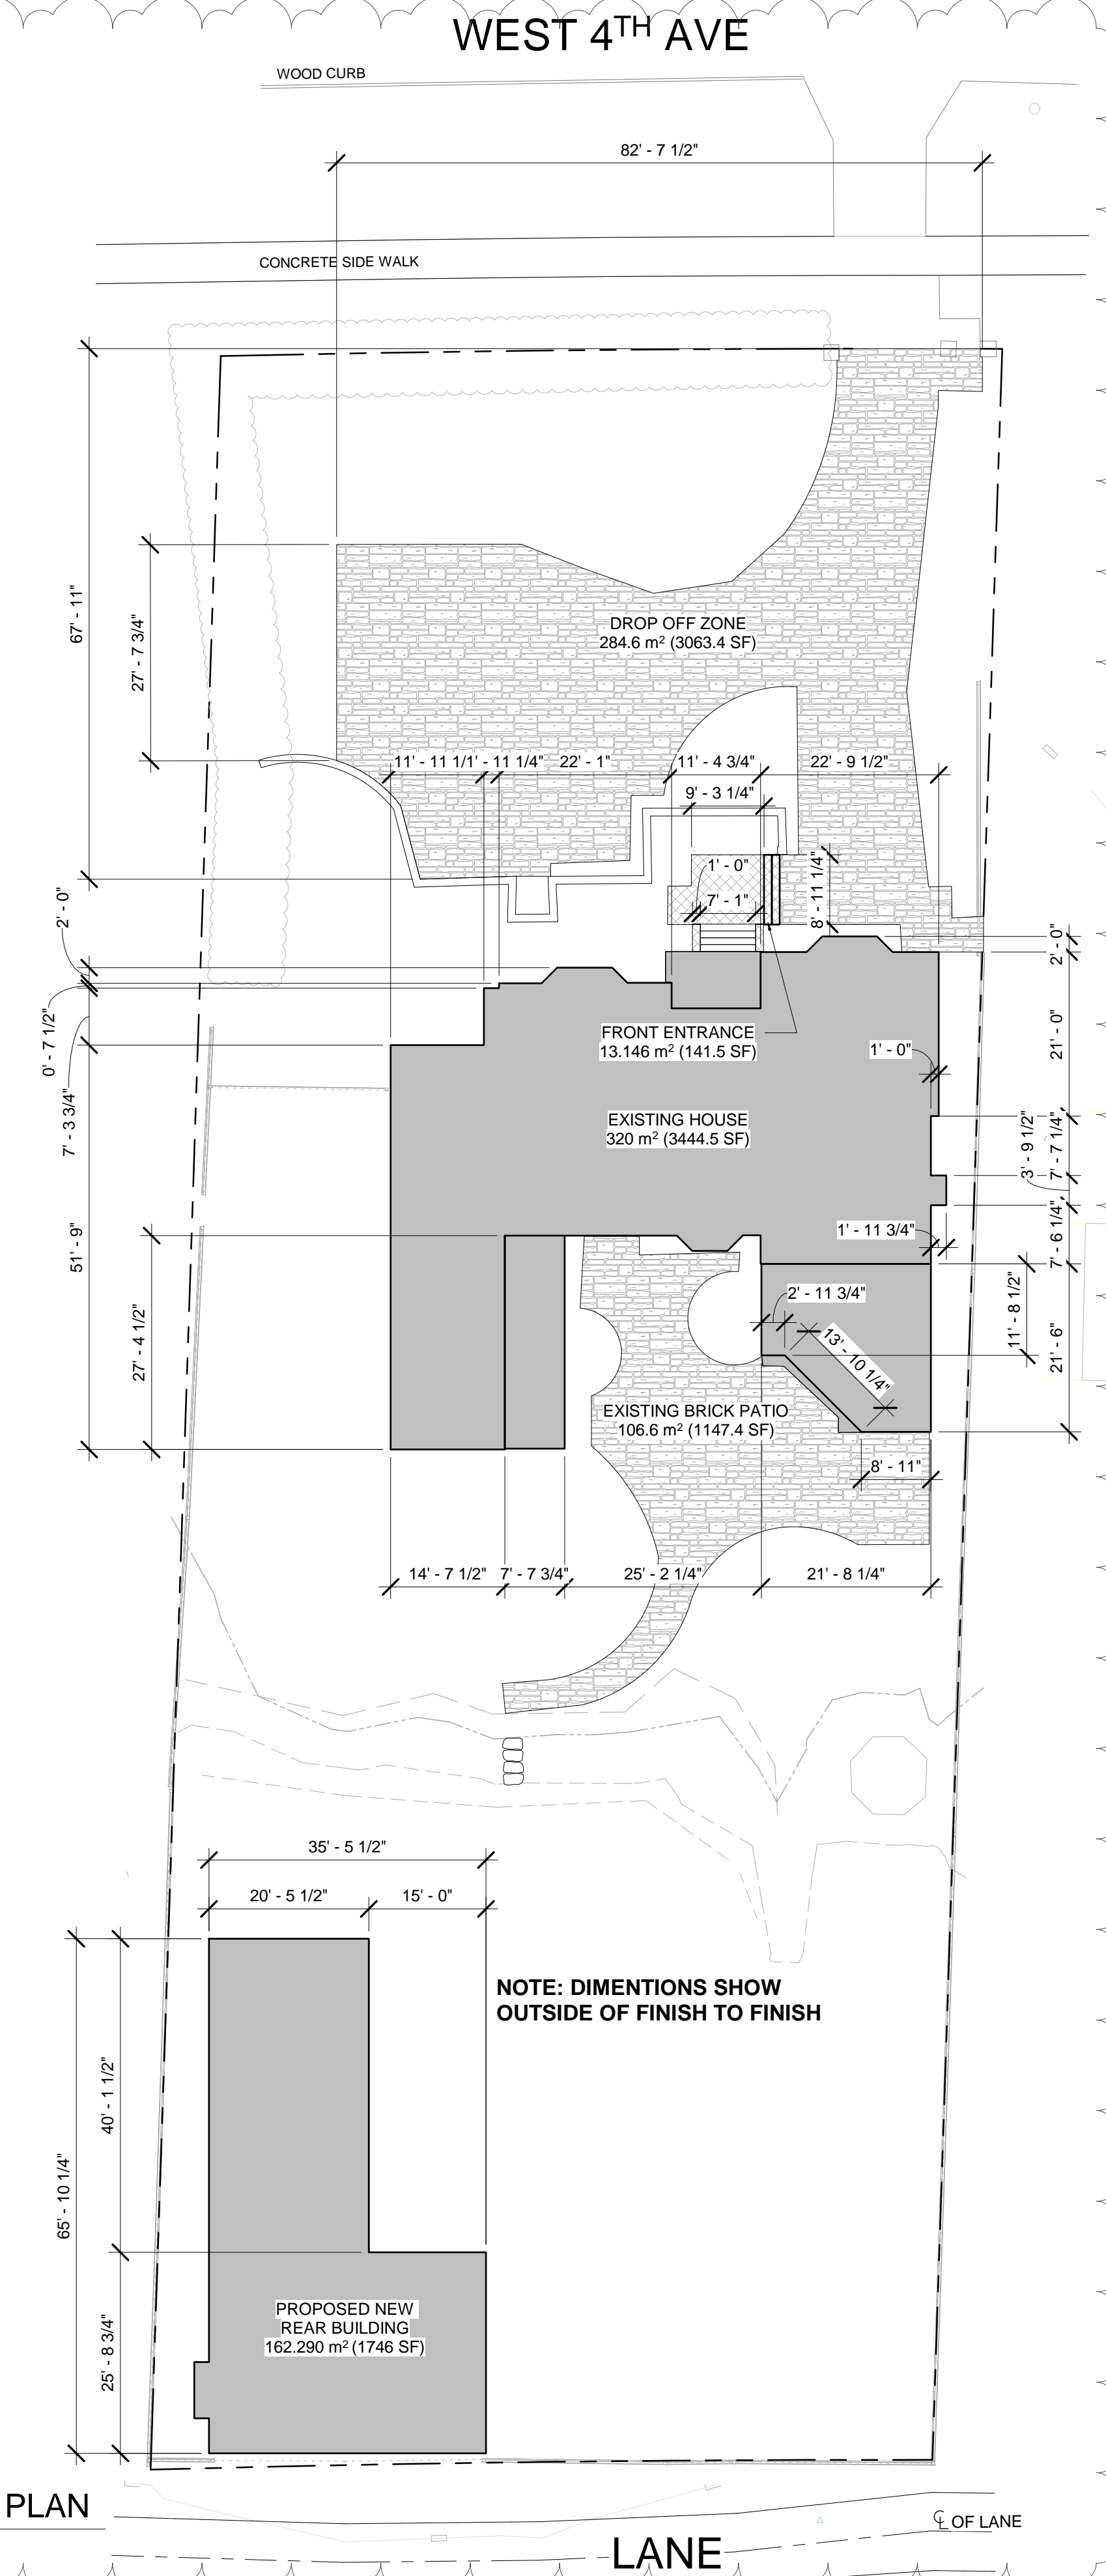 WEST 4TH AVE
WOOD CURB
82' - 7 1/2"
CONCRETE SIDE WALK
67' - 11"
27' - 7 3/4"
DROP OFF ZONE
284.6 m² (3063.4 SF)
11' - 11 1/
1' - 11 1/4"
22' - 1"
11' - 4 3/4"
22' - 9 1/2"
9' - 3 1/4"
1' - 0"
7' - 1"
8' - 11 1/4"
2' - 0"
2' - 0"
0' - 7 1/2"
7' - 3 3/4"
51' - 9"
27' - 4 1/2"
FRONT ENTRANCE
13.146 m² (141.5 SF)
1' - 0"
21' - 0"
EXISTING HOUSE
320 m² (3444.5 SF)
3' - 9 1/2"
7' - 7 1/4"
1' - 11 3/4"
7' - 6 1/4"
2' - 11 3/4"
11' - 8 1/2"
21' - 6"
13' - 10 1/4"
EXISTING BRICK PATIO
106.6 m² (1147.4 SF)
8' - 11"
14' - 7 1/2"
7' - 7 3/4"
25' - 2 1/4"
21' - 8 1/4"
35' - 5 1/2"
20' - 5 1/2"
15' - 0"
NOTE: DIMENTIONS SHOW
OUTSIDE OF FINISH TO FINISH
40' - 1 1/2"
65' - 10 1/4"
25' - 8 3/4"
PROPOSED NEW
REAR BUILDING
162.290 m² (1746 SF)
PLAN
℄ OF LANE
LANE